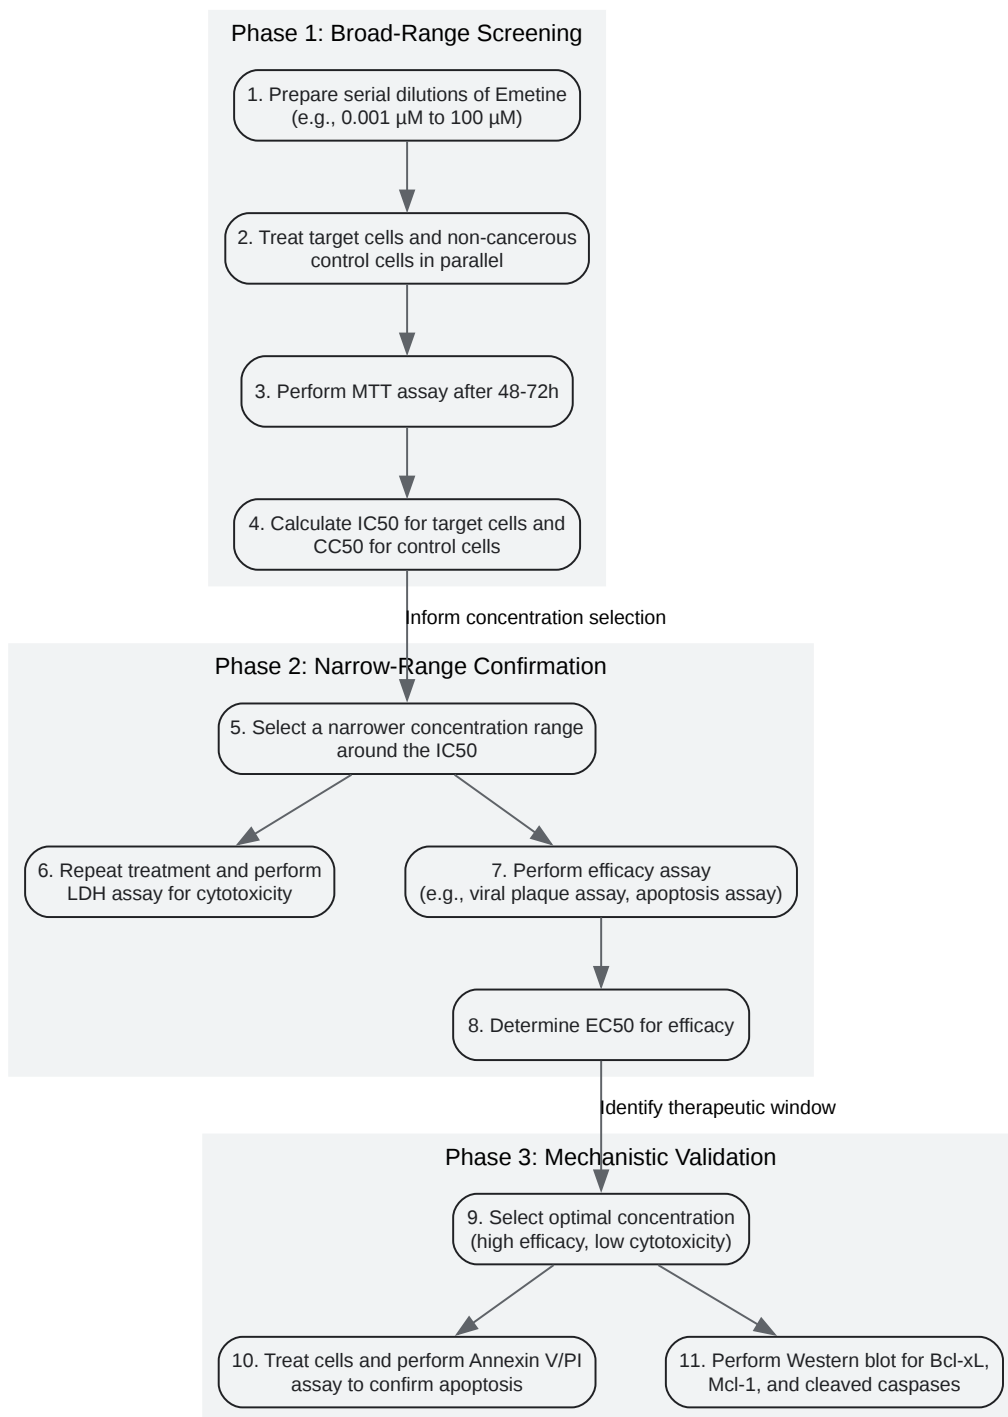 Phase 1: Broad-Range Screening
1. Prepare serial dilutions of Emetine
(e.g., 0.001 µM to 100 µM)
2. Treat target cells and non-cancerous
control cells in parallel
3. Perform MTT assay after 48-72h
4. Calculate IC50 for target cells and
CC50 for control cells
Inform concentration selection
Phase 2: Narrow-Range Confirmation
5. Select a narrower concentration range
around the IC50
6. Repeat treatment and perform
LDH assay for cytotoxicity
7. Perform efficacy assay
(e.g., viral plaque assay, apoptosis assay)
8. Determine EC50 for efficacy
Identify therapeutic window
Phase 3: Mechanistic Validation
9. Select optimal concentration
(high efficacy, low cytotoxicity)
10. Treat cells and perform Annexin V/PI
assay to confirm apoptosis
11. Perform Western blot for Bcl-xL,
Mcl-1, and cleaved caspases